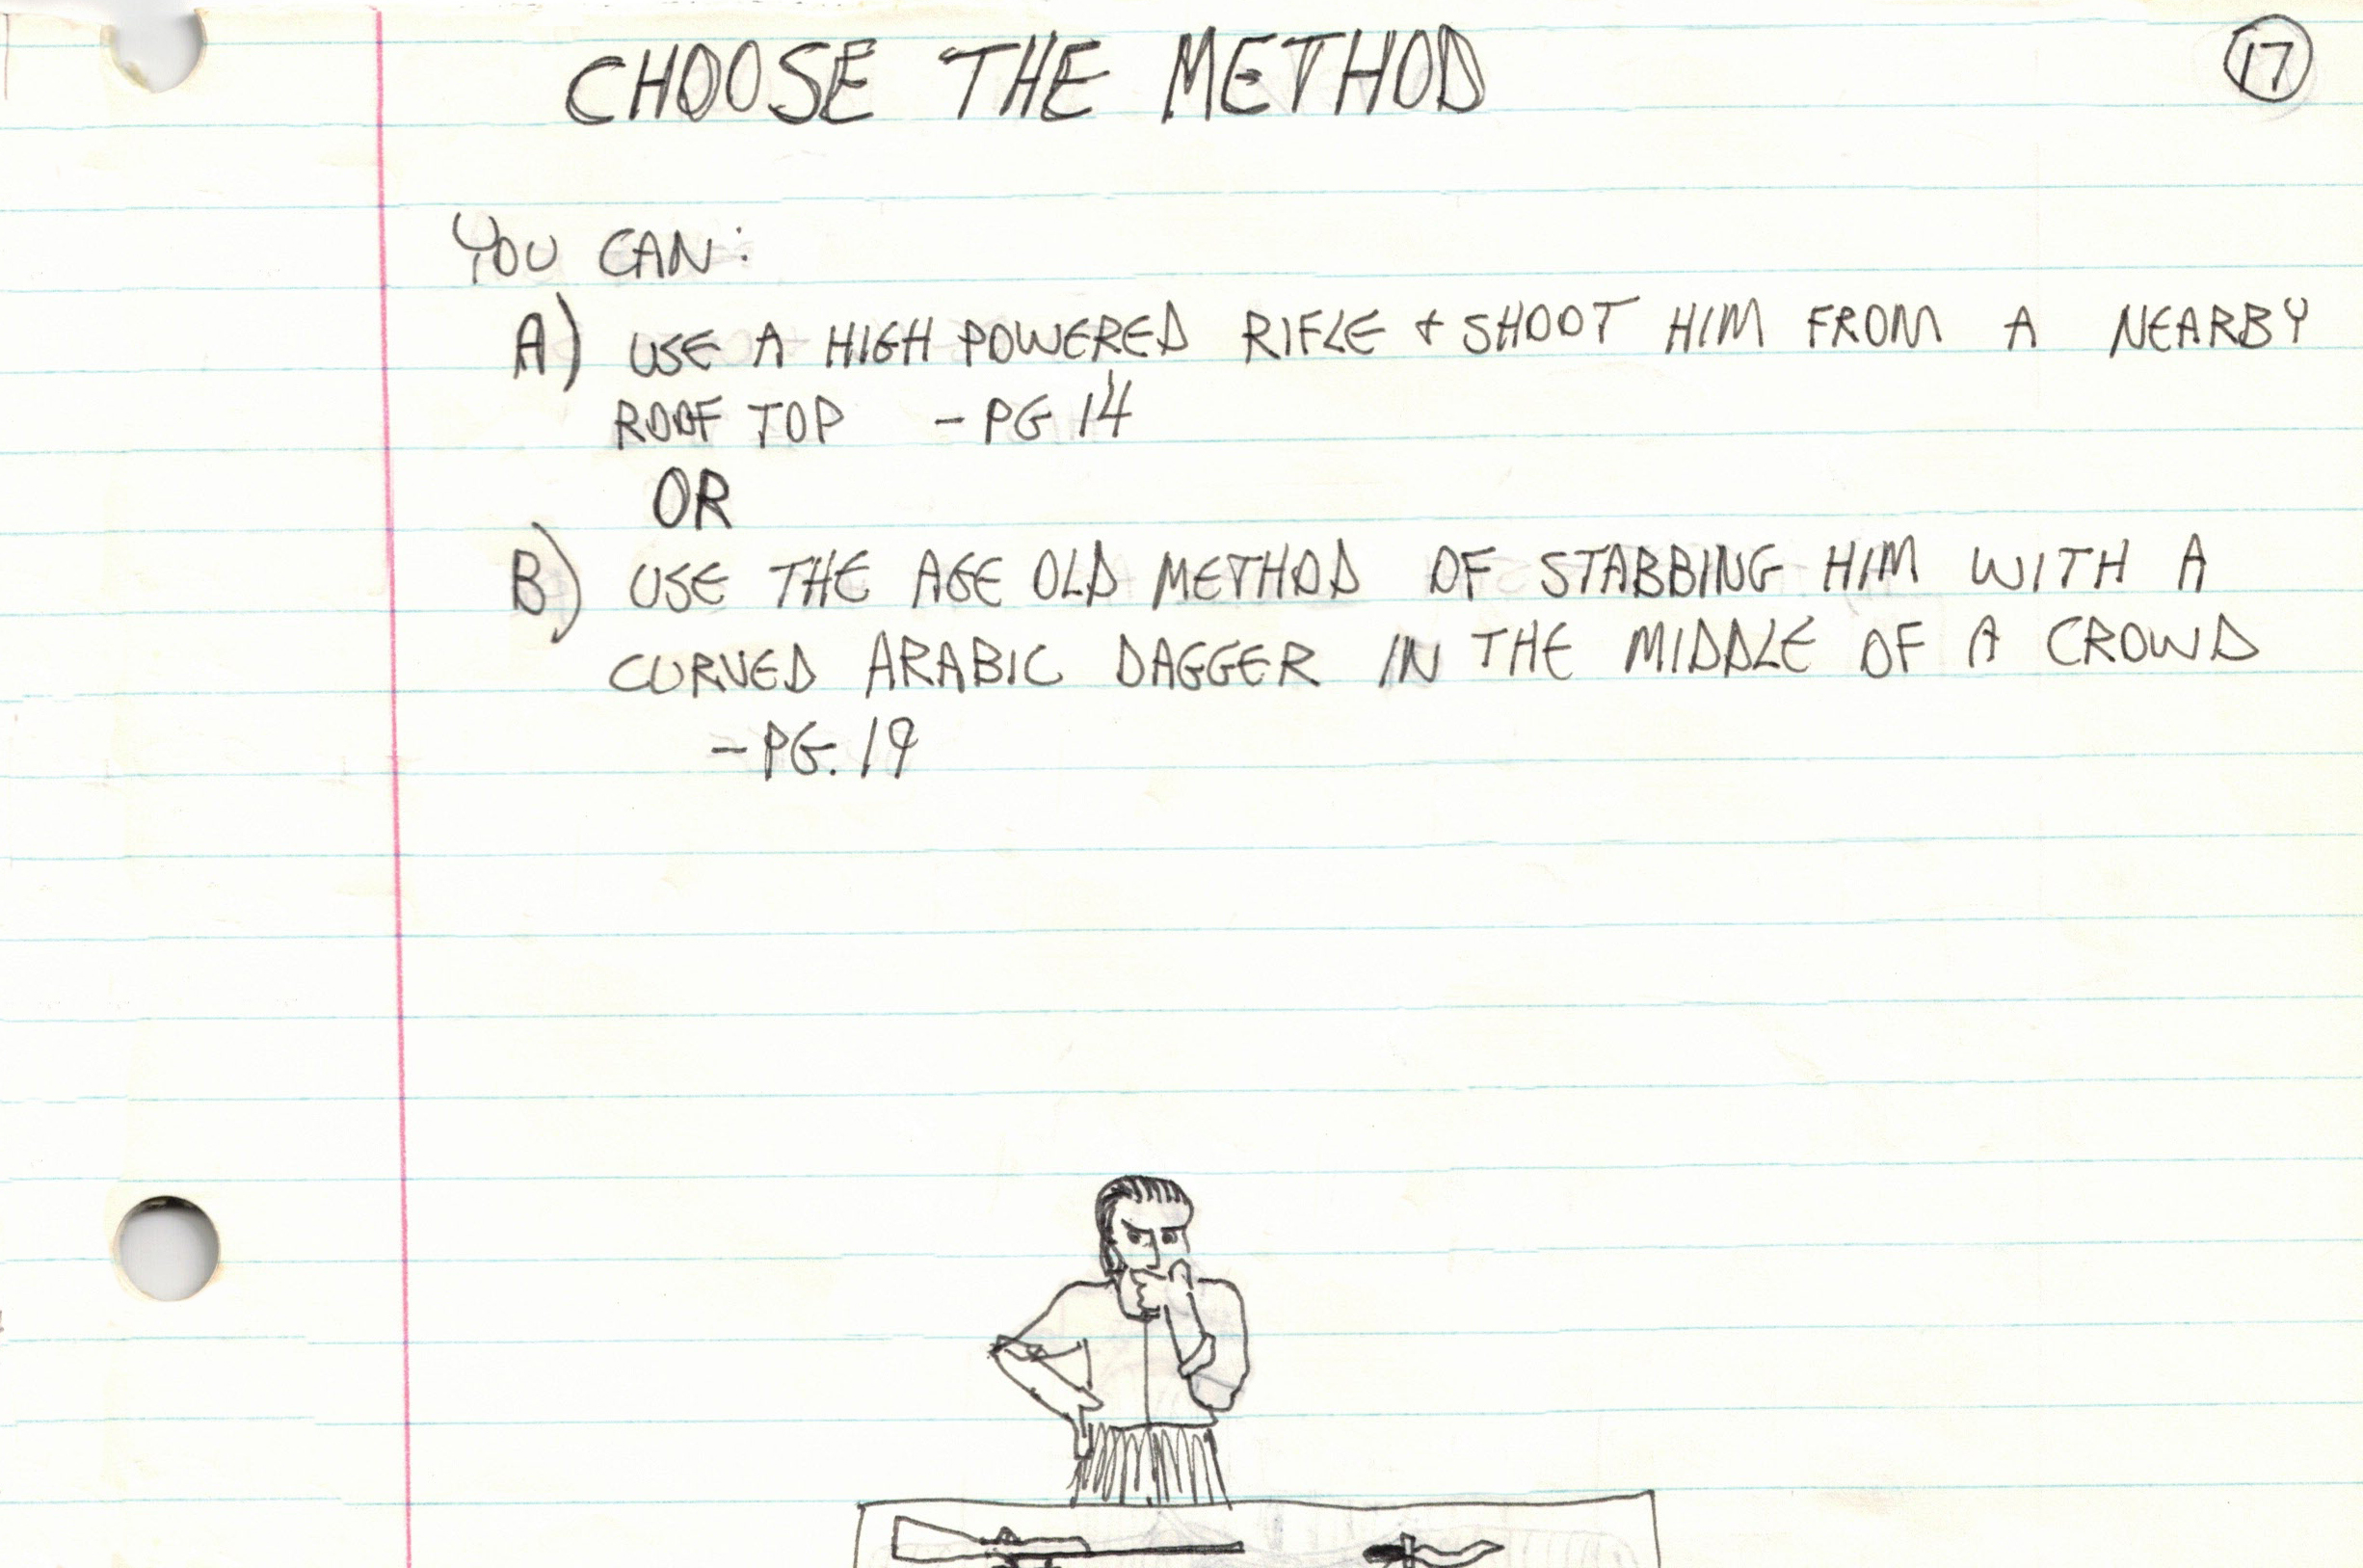 CHOOSE THE METHOD
17
YOU CAN:
A) USE A HIGH POWERED RIFLE + SHOOT HIM FROM A NEARBY
ROOF TOP - PG 14
OR
B) USE THE AGE OLD METHOD OF STABBING HIM WITH A
CURVED ARABIC DAGGER IN THE MIDDLE OF A CROWD
- PG. 19